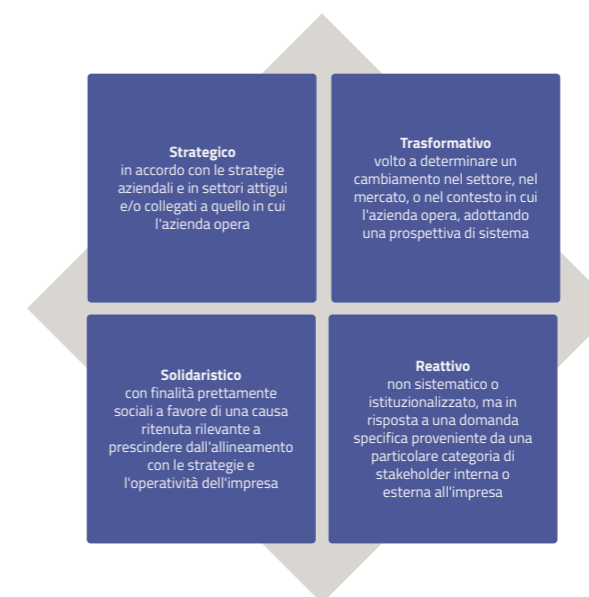 Strategico
in accordo con le strategie
aziendali e in settori attigui
e/o collegati a quello in cui
l'azienda opera
Trasformativo
volto a determinare un
cambiamento nel settore, nel
mercato, o nel contesto in cui
l'azienda opera, adottando
una prospettiva di sistema
Solidaristico
con finalità prettamente
sociali a favore di una causa
ritenuta rilevante a
prescindere dall'allineamento
con le strategie e
l'operatività dell'impresa
Reattivo
non sistematico o
istituzionalizzato, ma in
risposta a una domanda
specifica proveniente da una
particolare categoria di
stakeholder interna o
esterna all'impresa